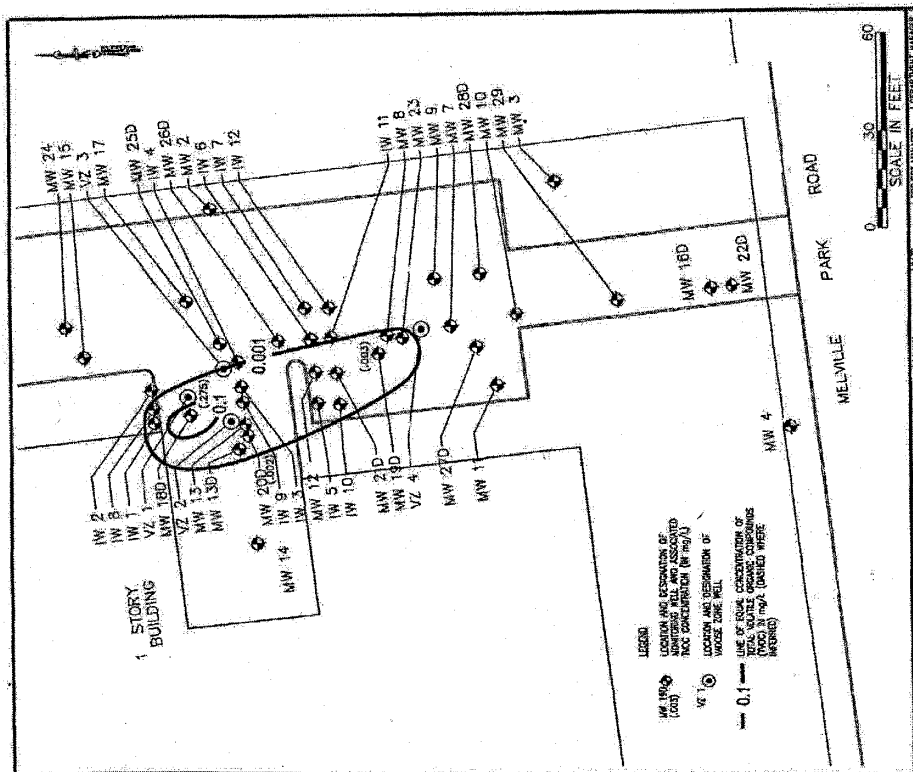 MW 24
MW 15
VZ 3
MW 17
MW 25D
IW 4
MW 26D
MW 2
IW 6
IW 7
IW 12
IW 11
MW 8
MW 23
MW 9
MW 7
MW 28D
MW 10
MW 29
MW 3
IW 2
IW 8
IW 1
VZ 1
MW 18D
VZ 2
MW 13
MW 13D
MW 20D
(.022)
IW 9
IW 3
MW 12
IW 5
IW 10
MW 21D
MW 19D
VZ 4
MW 27D
MW 11
MW 14
(.275)
0.1
0.001
(.003)
1 STORY
BUILDING
MW 16D
MW 22D
MW 4
MELVILLE PARK ROAD
0 30 60
SCALE IN FEET
LEGEND
MW 19D
(.003)
LOCATION AND DESIGNATION OF
MONITORING WELL AND ASSOCIATED
TVOC CONCENTRATION (IN mg/L)
VZ 1
LOCATION AND DESIGNATION OF
VADOSE ZONE WELL
0.1
LINE OF EQUAL CONCENTRATION OF
TOTAL VOLATILE ORGANIC COMPOUNDS
(TVOC) IN mg/L (DASHED WHERE
INFERRED)